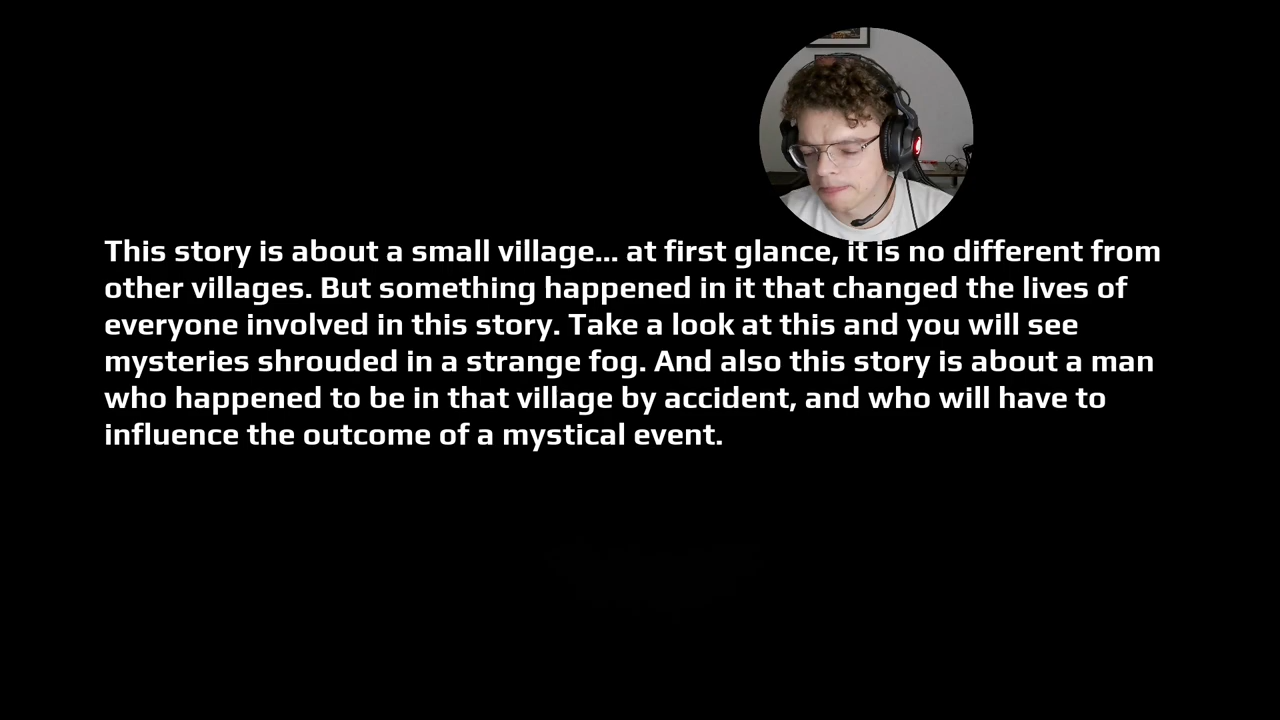 This story is about a small village... at first glance, it is no different from
other villages. But something happened in it that changed the lives of
everyone involved in this story. Take a look at this and you will see
mysteries shrouded in a strange fog. And also this story is about a man
who happened to be in that village by accident, and who will have to
influence the outcome of a mystical event.